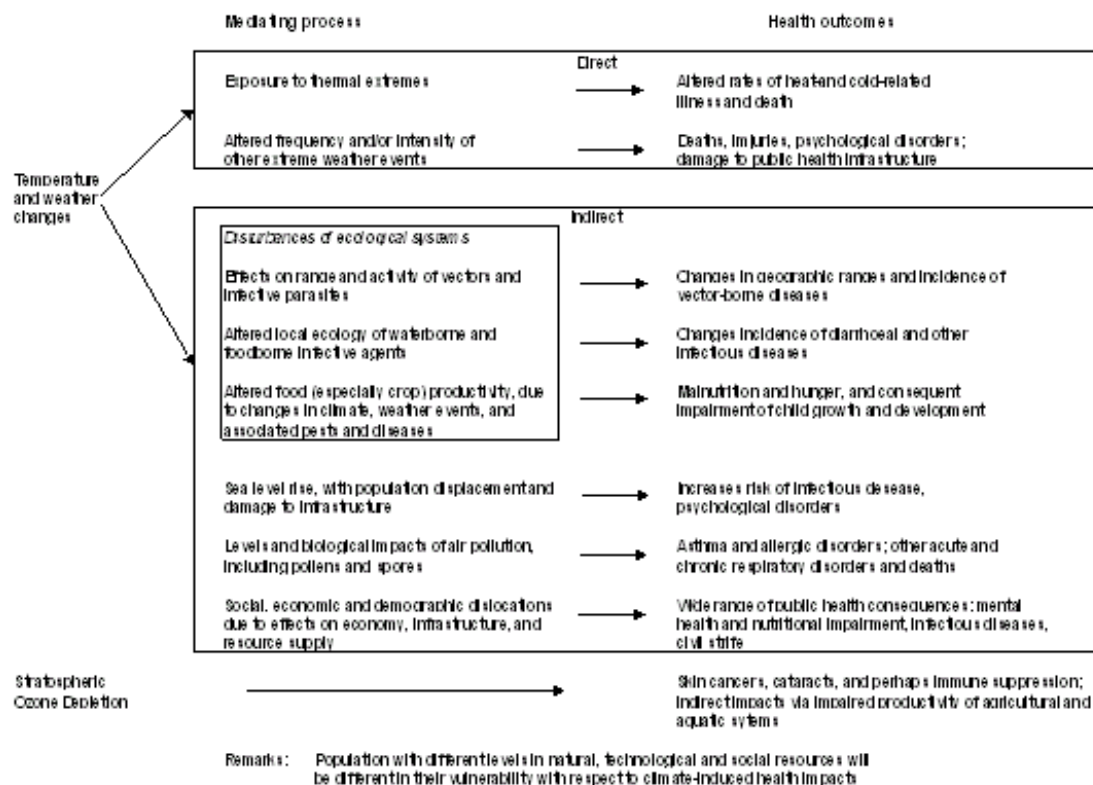 Mediating process
Health outcomes
Direct
Exposure to thermal extremes
Altered rates of heat-and cold-related
illness and death
Altered frequency and/or intensity of
other extreme weather events
Deaths, injuries, psychological disorders;
damage to public health infrastructure
Temperature
and weather
changes
Indirect
Disturbances of ecological systems
Effects on range and activity of vectors and
infective parasites
Changes in geographic ranges and incidence of
vector-borne diseases
Altered local ecology of waterborne and
foodborne infective agents
Changes incidence of diarrhoeal and other
infectious diseases
Altered food (especially crop) productivity, due
to changes in climate, weather events, and
associated pests and diseases
Malnutrition and hunger, and consequent
impairment of child growth and development
Sea level rise, with population displacement and
damage to infrastructure
Increases risk of infectious desease,
psychological disorders
Levels and biological impacts of air pollution,
including pollens and spores
Asthma and allergic disorders; other acute and
chronic respiratory disorders and deaths
Social, economic and demographic dislocations
due to effects on economy, infrastructure, and
resource supply
Wide range of public health consequences: mental
health and nutritional impairment, infectious diseases,
civil strife
Stratospheric
Ozone Depletion
Skin cancers, cataracts, and perhaps immune suppression;
indirect impacts via impaired productivity of agricultural and
aquatic sytems
Remarks: Population with different levels in natural, technological and social resources will
be different in their vulnerability with respect to climate-induced health impacts